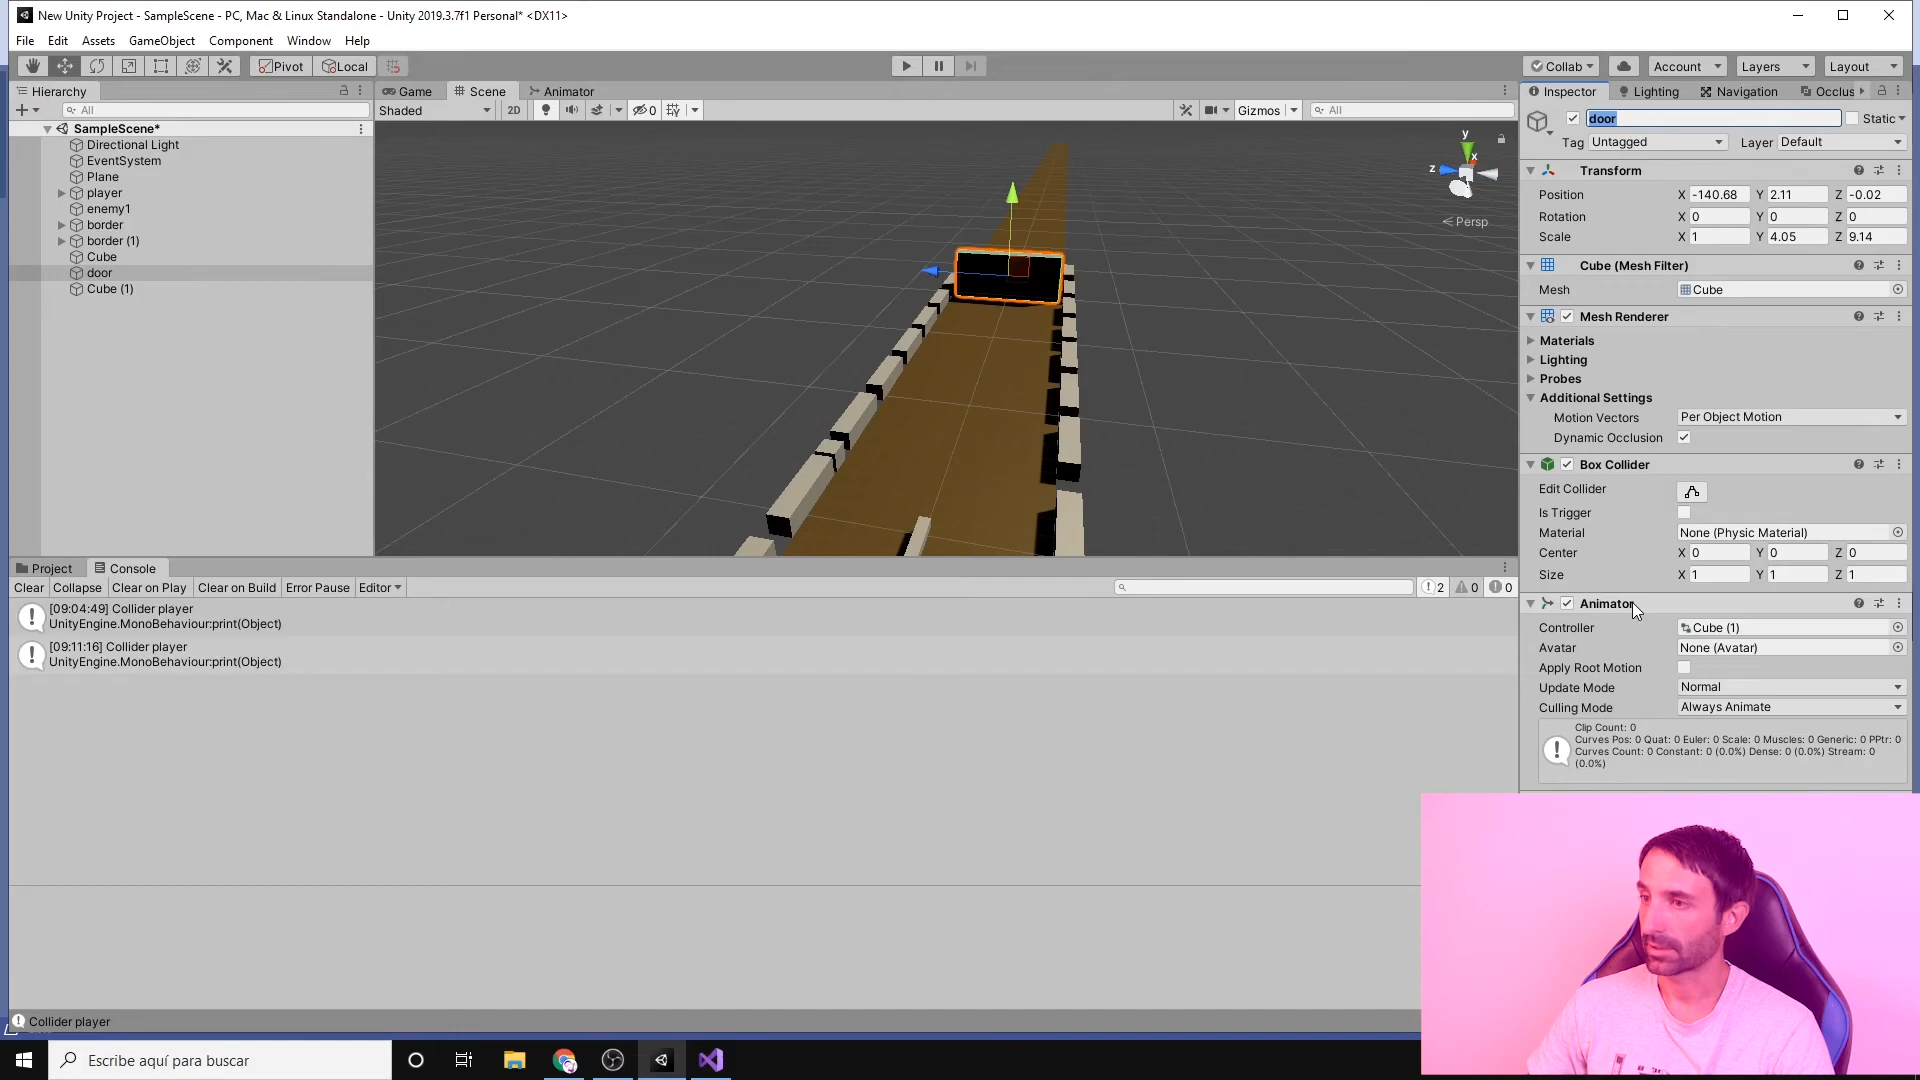 New Unity Project - SampleScene - PC, Mac & Linux Standalone - Unity 2019.3.7f1 Personal* <DX11>
File Edit Assets GameObject Component Window Help
Pivot Local Collab Account Layers Layout
Hierarchy
All
SampleScene*
Directional Light
EventSystem
Plane
player
enemy1
border
border (1)
Cube
door
Cube (1)
Game Scene Animator
Shaded 2D 0 Gizmos All
y
x
z
Persp
Inspector Lighting Navigation Occlus
door Static
Tag Untagged Layer Default
Transform
Position X -140.68 Y 2.11 Z -0.02
Rotation X 0 Y 0 Z 0
Scale X 1 Y 4.05 Z 9.14
Cube (Mesh Filter)
Mesh Cube
Mesh Renderer
Materials
Lighting
Probes
Additional Settings
Motion Vectors Per Object Motion
Dynamic Occlusion
Box Collider
Edit Collider
Is Trigger
Material None (Physic Material)
Center X 0 Y 0 Z 0
Size X 1 Y 1 Z 1
Animator
Controller Cube (1)
Avatar None (Avatar)
Apply Root Motion
Update Mode Normal
Culling Mode Always Animate
Clip Count: 0
Curves Pos: 0 Quat: 0 Euler: 0 Scale: 0 Muscles: 0 Generic: 0 PPtr: 0
Curves Count: 0 Constant: 0 (0.0%) Dense: 0 (0.0%) Stream: 0
(0.0%)
Project Console
Clear Collapse Clear on Play Clear on Build Error Pause Editor 2 0 0
[09:04:49] Collider player
UnityEngine.MonoBehaviour:print(Object)
[09:11:16] Collider player
UnityEngine.MonoBehaviour:print(Object)
Collider player
Escribe aquí para buscar